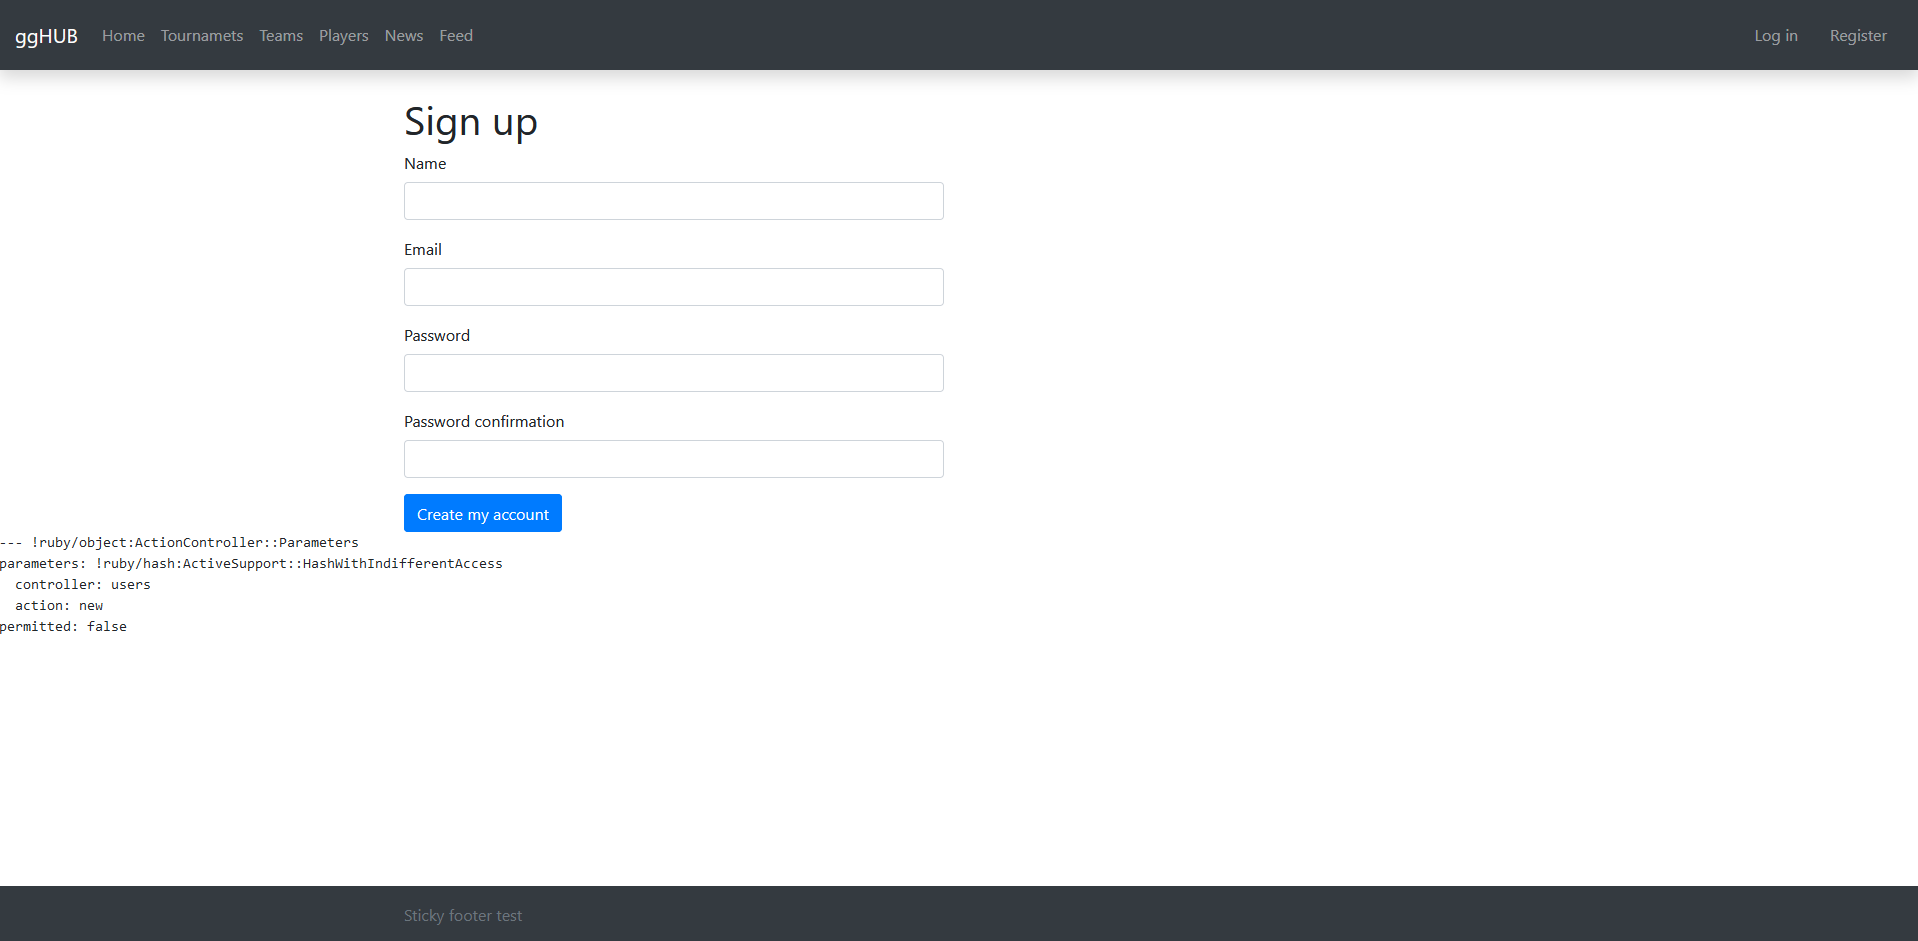 ggHUB Home Tournamets Teams Players News Feed Log in Register
Sign up
Name
Email
Password
Password confirmation
Create my account
--- !ruby/object:ActionController::Parameters
parameters: !ruby/hash:ActiveSupport::HashWithIndifferentAccess
  controller: users
  action: new
permitted: false
Sticky footer test